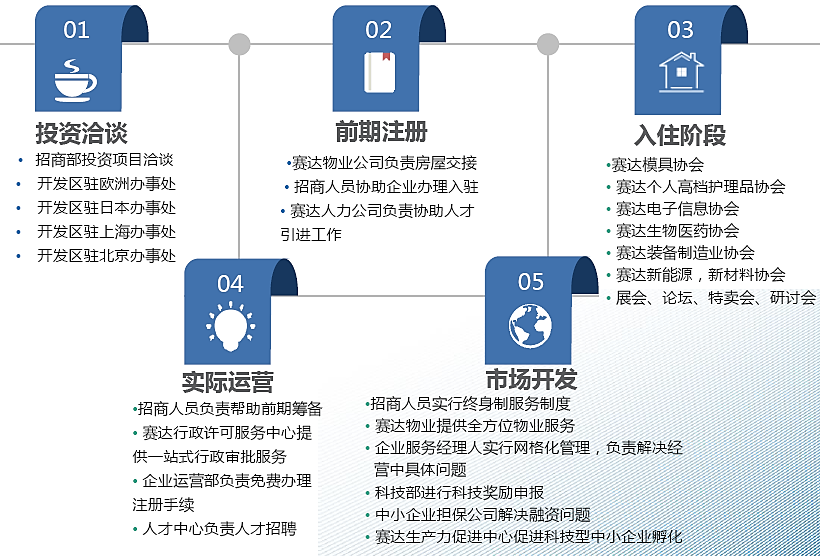 01
投资洽谈
• 招商部投资项目洽谈
• 开发区驻欧洲办事处
• 开发区驻日本办事处
• 开发区驻上海办事处
• 开发区驻北京办事处
02
前期注册
•赛达物业公司负责房屋交接
• 招商人员协助企业办理入驻
• 赛达人力公司负责协助人才
引进工作
03
入住阶段
•赛达模具协会
• 赛达个人高档护理品协会
• 赛达电子信息协会
• 赛达生物医药协会
• 赛达装备制造业协会
• 赛达新能源，新材料协会
• 展会、论坛、特卖会、研讨会
04
实际运营
•招商人员负责帮助前期筹备
• 赛达行政许可服务中心提
供一站式行政审批服务
• 企业运营部负责免费办理
注册手续
• 人才中心负责人才招聘
05
市场开发
•招商人员实行终身制服务制度
• 赛达物业提供全方位物业服务
• 企业服务经理人实行网格化管理，负责解决经
营中具体问题
• 科技部进行科技奖励申报
• 中小企业担保公司解决融资问题
• 赛达生产力促进中心促进科技型中小企业孵化